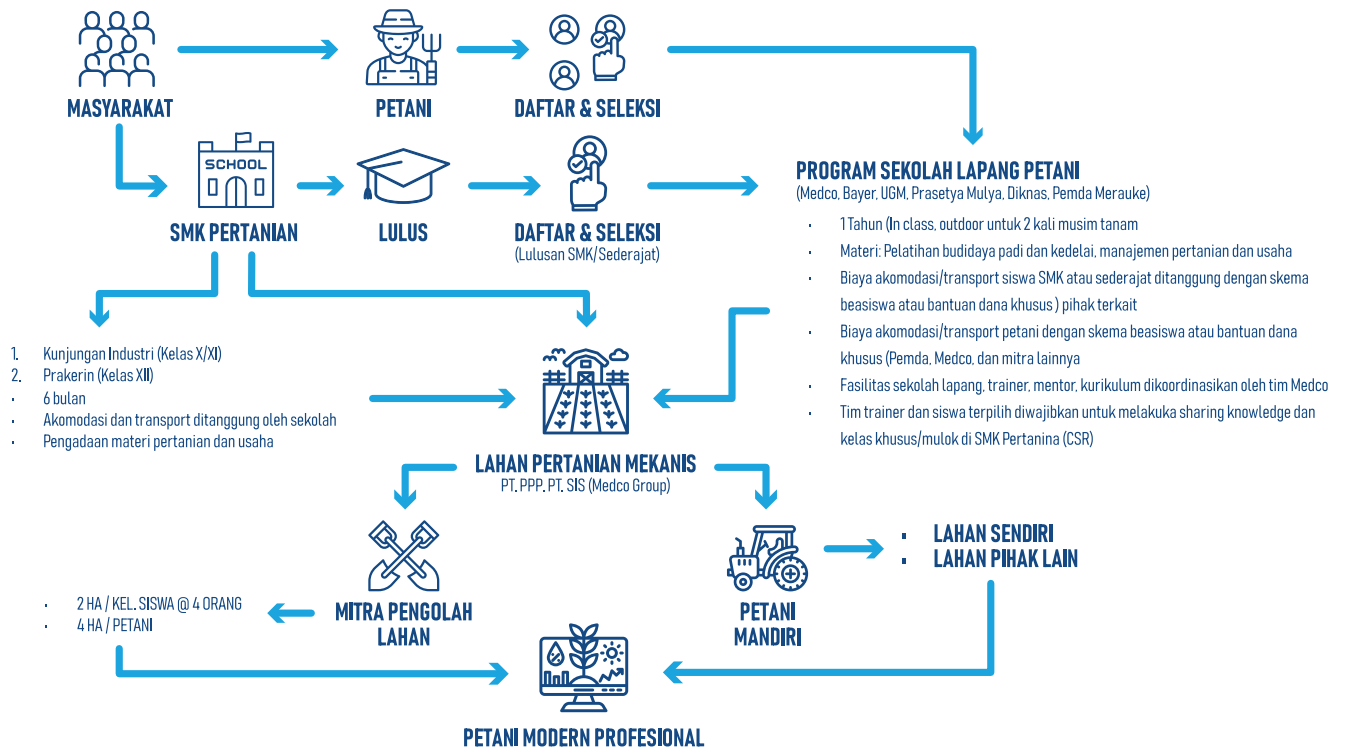 MASYARAKAT
PETANI
DAFTAR & SELEKSI
SCHOOL
SMK PERTANIAN
LULUS
DAFTAR & SELEKSI
(Lulusan SMK/Sederajat)
PROGRAM SEKOLAH LAPANG PETANI
(Medco, Bayer, UGM, Prasetya Mulya, Diknas, Pemda Merauke)
· 1 Tahun (In class, outdoor untuk 2 kali musim tanam
· Materi: Pelatihan budidaya padi dan kedelai, manajemen pertanian dan usaha
· Biaya akomodasi/transport siswa SMK atau sederajat ditanggung dengan skema
beasiswa atau bantuan dana khusus ) pihak terkait
· Biaya akomodasi/transport petani dengan skema beasiswa atau bantuan dana
khusus (Pemda, Medco, dan mitra lainnya
· Fasilitas sekolah lapang, trainer, mentor, kurikulum dikoordinasikan oleh tim Medco
· Tim trainer dan siswa terpilih diwajibkan untuk melakuka sharing knowledge dan
kelas khusus/mulok di SMK Pertanina (CSR)
1. Kunjungan Industri (Kelas X/XI)
2. Prakerin (Kelas XII)
· 6 bulan
· Akomodasi dan transport ditanggung oleh sekolah
· Pengadaan materi pertanian dan usaha
LAHAN PERTANIAN MEKANIS
PT. PPP. PT. SIS (Medco Group)
MITRA PENGOLAH
LAHAN
· 2 HA / KEL. SISWA @ 4 ORANG
· 4 HA / PETANI
PETANI
MANDIRI
· LAHAN SENDIRI
· LAHAN PIHAK LAIN
PETANI MODERN PROFESIONAL